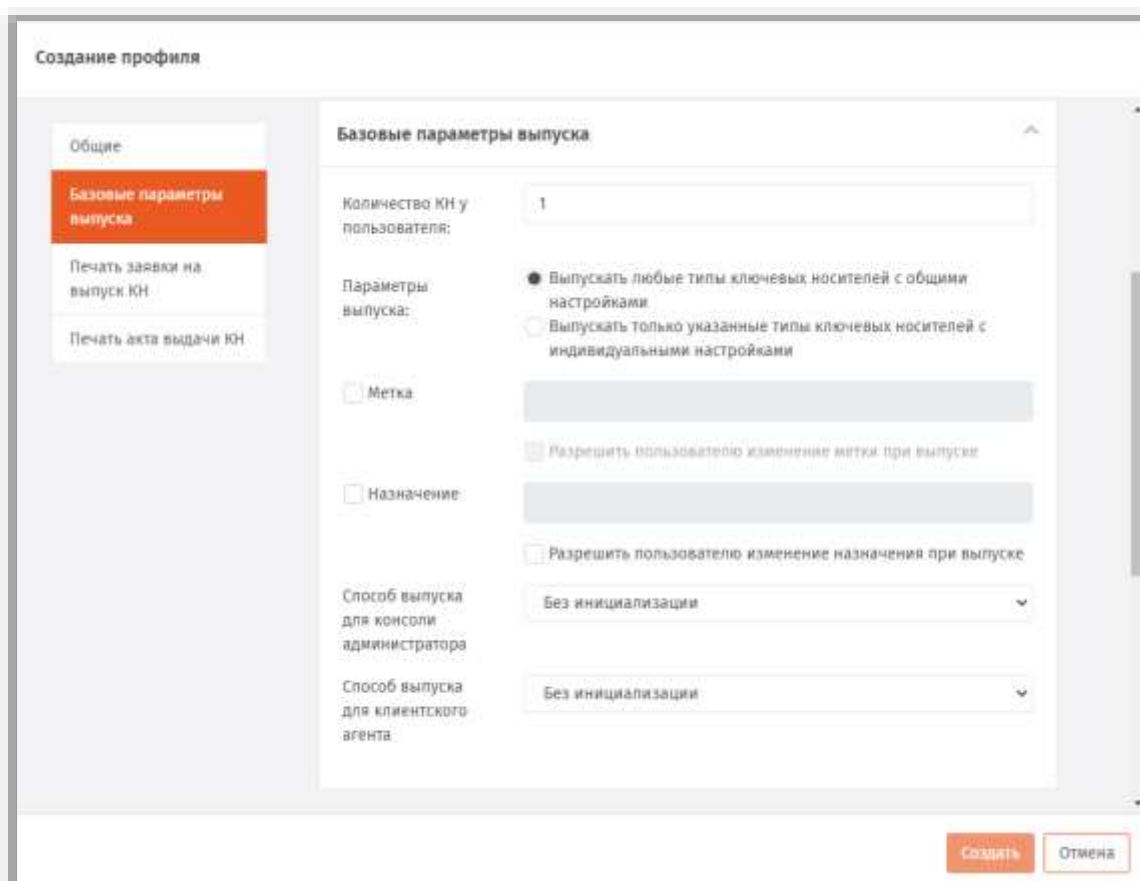 Создание профиля
Общие
Базовые параметры
выпуска
Печать заявки на
выпуск КН
Печать акта выдачи КН
Базовые параметры выпуска
Количество КН у
пользователя:
1
Параметры
выпуска:
Выпускать любые типы ключевых носителей с общими
настройками
Выпускать только указанные типы ключевых носителей с
индивидуальными настройками
Метка
Разрешить пользователю изменение метки при выпуске
Назначение
Разрешить пользователю изменение назначения при выпуске
Способ выпуска
для консоли
администратора
Без инициализации
Способ выпуска
для клиентского
агента
Без инициализации
Создать
Отмена